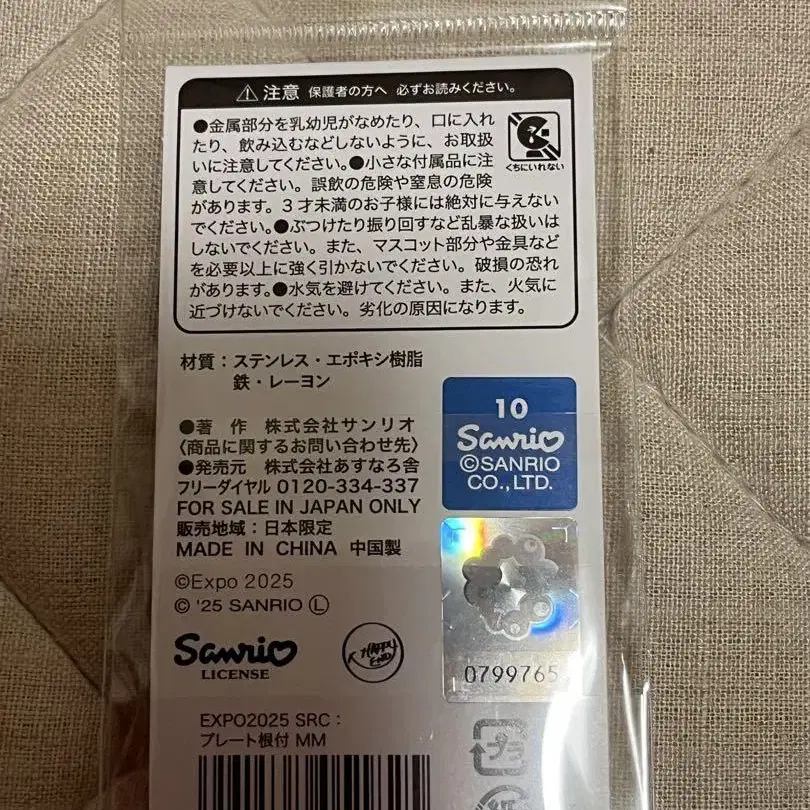 ⚠注意 保護者の方へ 必ずお読みください。
●金属部分を乳幼児がなめたり、口に入れ
たり、飲み込むなどしないように、お取扱
いに注意してください。●小さな付属品に注
意してください。誤飲の危険や窒息の危険
があります。3才未満のお子様には絶対に与えない
でください。●ぶつけたり振り回すなど乱暴な扱いは
しないでください。また、マスコット部分や金具など
を必要以上に強く引かないでください。破損の恐れ
があります。●水気を避けてください。また、火気に
近づけないでください。劣化の原因になります。
くちにいれない
材質：ステンレス・エポキシ樹脂
鉄・レーヨン
●著 作 株式会社サンリオ
〈商品に関するお問い合わせ先〉
●発売元 株式会社あすなろ舎
フリーダイヤル 0120-334-337
FOR SALE IN JAPAN ONLY
販売地域：日本限定
MADE IN CHINA 中国製
©Expo 2025
© '25 SANRIO Ⓛ
Sanrio
LICENSE
HAPPY
END
10
Sanrio
©SANRIO
CO.,LTD.
0799765
EXPO2025 SRC：
プレート根付 MM
プラ